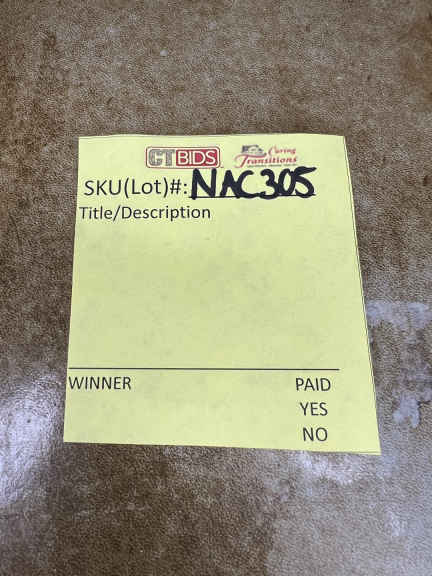 CTBIDS Caring Transitions
SKU(Lot)#: NAC305
Title/Description
WINNER PAID
YES
NO